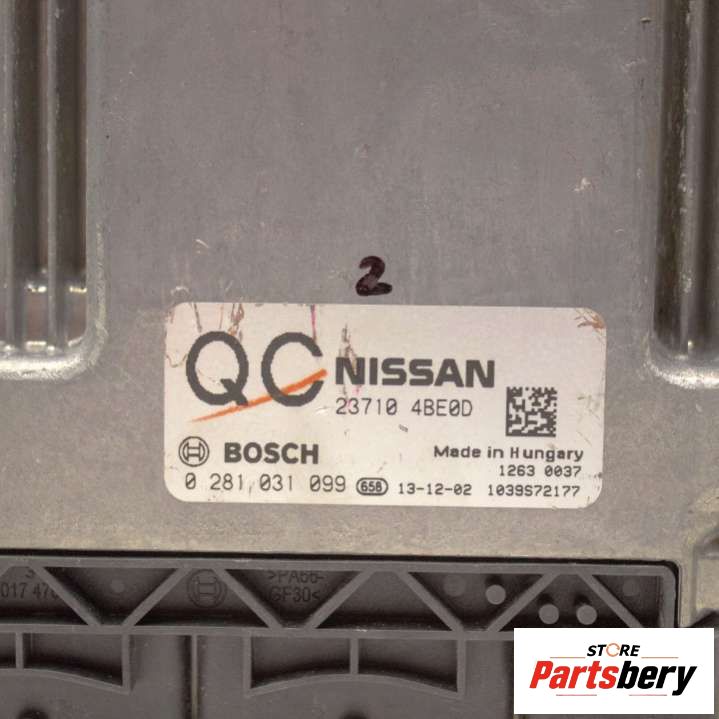 2
QC NISSAN
23710 4BE0D
BOSCH
Made in Hungary
1263 0037
0 281 031 099 658 13-12-02 1039S72177
>PA66-
GF30<
STORE
Partsbery